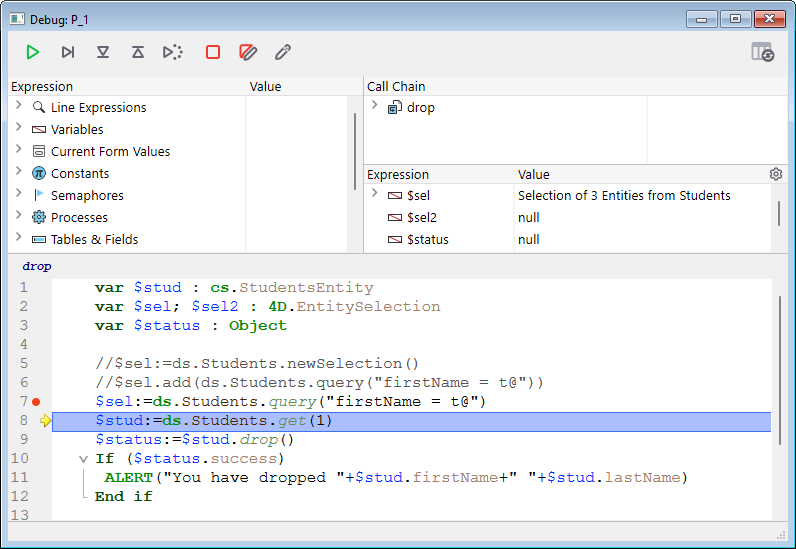 Debug: P_1
Expression Value
Line Expressions
Variables
Current Form Values
Constants
Semaphores
Processes
Tables & Fields
Call Chain
drop
Expression Value
$sel Selection of 3 Entities from Students
$sel2 null
$status null
drop
1 var $stud : cs.StudentsEntity
2 var $sel; $sel2 : 4D.EntitySelection
3 var $status : Object
4
5 //$sel:=ds.Students.newSelection()
6 //$sel.add(ds.Students.query("firstName = t@"))
7 $sel:=ds.Students.query("firstName = t@")
8 $stud:=ds.Students.get(1)
9 $status:=$stud.drop()
10 If ($status.success)
11 ALERT("You have dropped "+$stud.firstName+" "+$stud.lastName)
12 End if
13